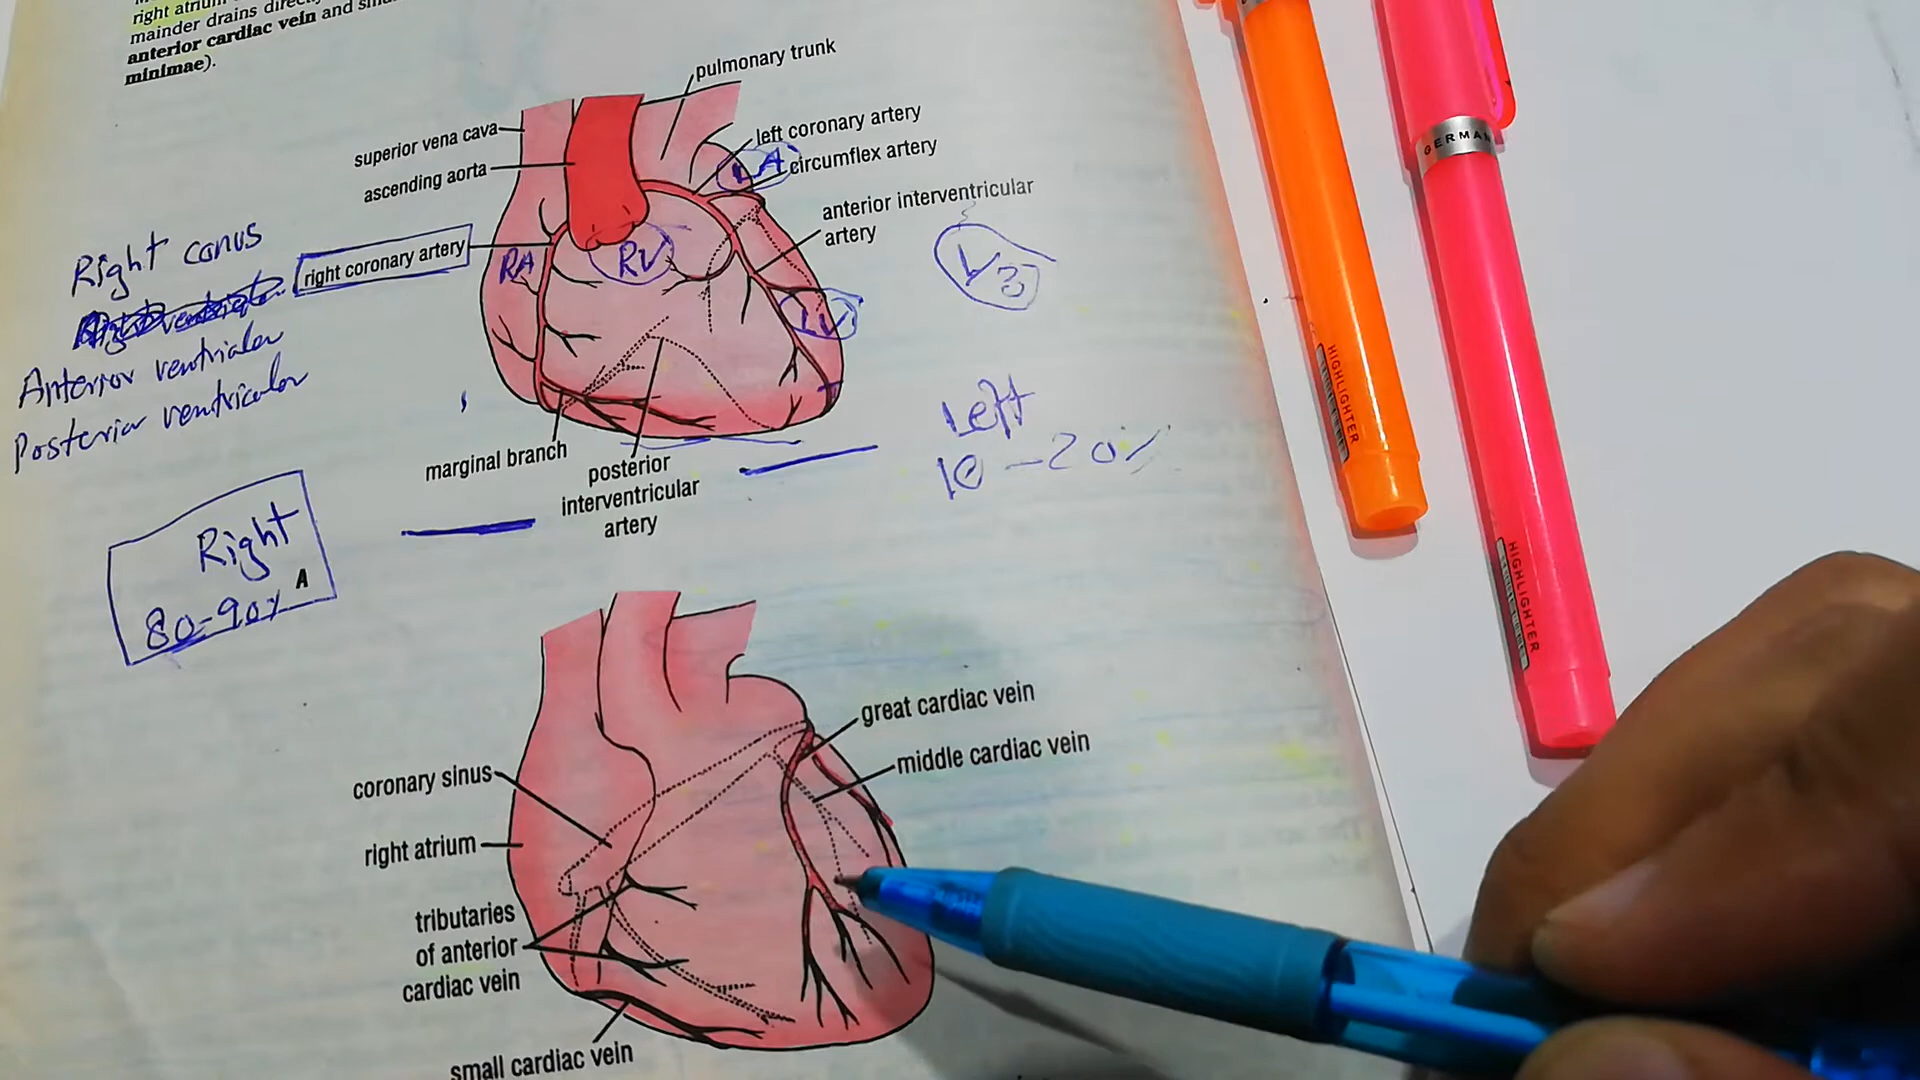 right atrium
mainder drains
anterior cardiac vein and
minimae).
pulmonary trunk
left coronary artery
circumflex artery
superior vena cava
ascending aorta
anterior interventricular
artery
right coronary artery
Right conus
Anterior ventricular
Posterior ventricular
RA
RV
LA
LV
1/3
Left
10-20%
marginal branch
posterior
interventricular
artery
Right
80-90%
A
great cardiac vein
middle cardiac vein
coronary sinus
right atrium
tributaries
of anterior
cardiac vein
small cardiac vein
GERMAN
HIGHLIGHTER
HIGHLIGHTER